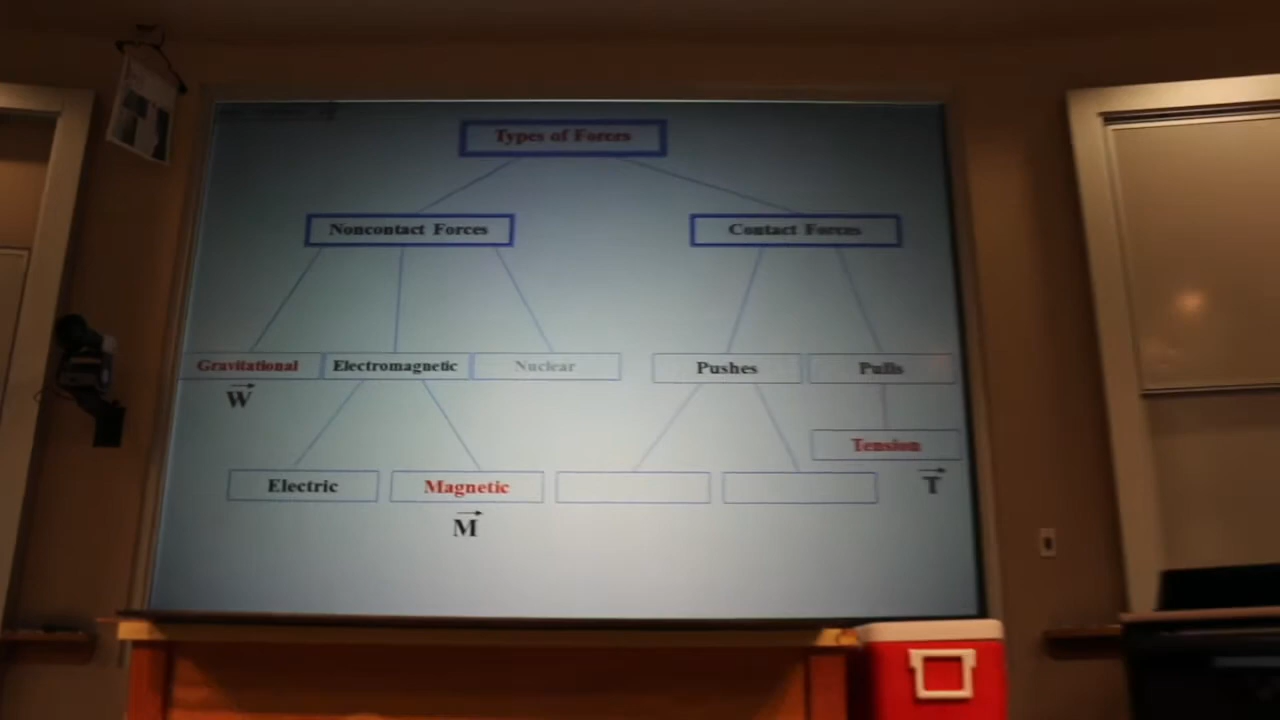 Types of Forces
Noncontact Forces
Contact Forces
Gravitational
Electromagnetic
Nuclear
Pushes
Pulls
W
Tension
T
Electric
Magnetic
M